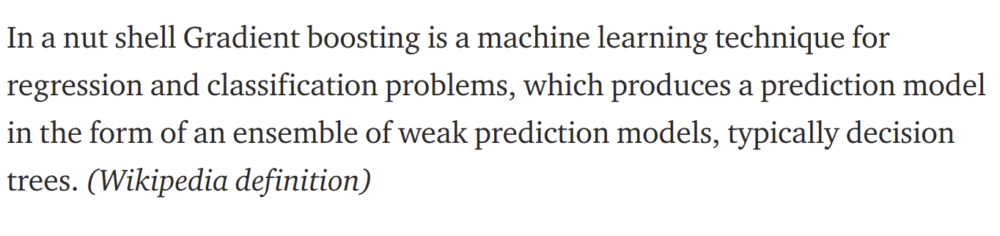 In a nut shell Gradient boosting is a machine learning technique for
regression and classification problems, which produces a prediction model
in the form of an ensemble of weak prediction models, typically decision
trees. (Wikipedia definition)